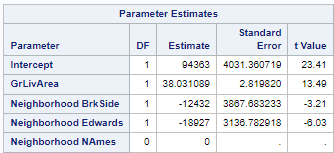 Parameter Estimates
Parameter DF Estimate Standard Error t Value
Intercept 1 94363 4031.360719 23.41
GrLivArea 1 38.031089 2.819820 13.49
Neighborhood BrkSide 1 -12432 3867.683233 -3.21
Neighborhood Edwards 1 -18927 3136.782918 -6.03
Neighborhood NAmes 0 0 . .